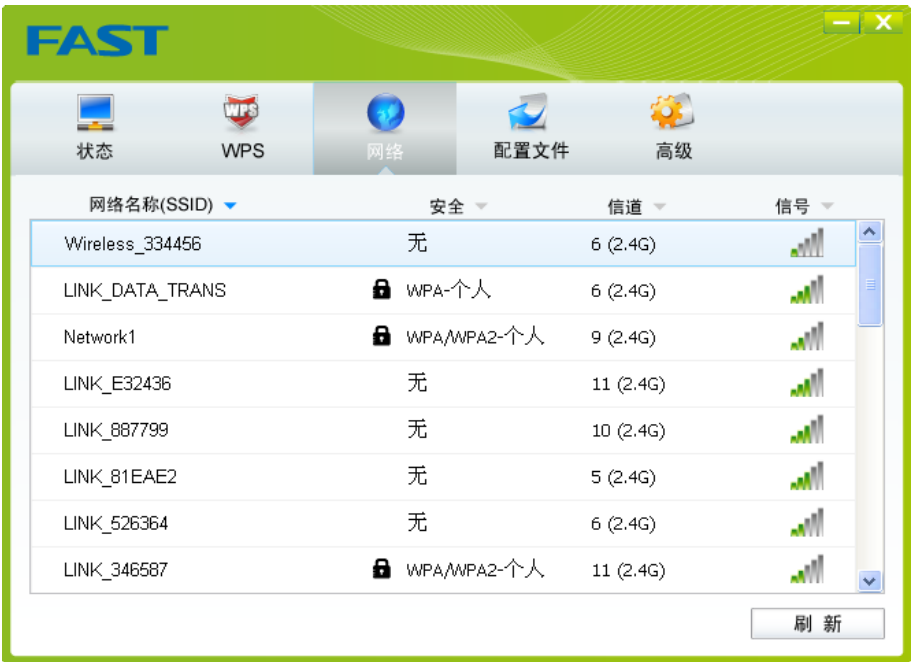 FAST
状态 WPS 网络 配置文件 高级
网络名称(SSID) 安全 信道 信号
Wireless_334456 无 6 (2.4G)
LINK_DATA_TRANS WPA-个人 6 (2.4G)
Network1 WPA/WPA2-个人 9 (2.4G)
LINK_E32436 无 11 (2.4G)
LINK_887799 无 10 (2.4G)
LINK_81EAE2 无 5 (2.4G)
LINK_526364 无 6 (2.4G)
LINK_346587 WPA/WPA2-个人 11 (2.4G)
刷 新